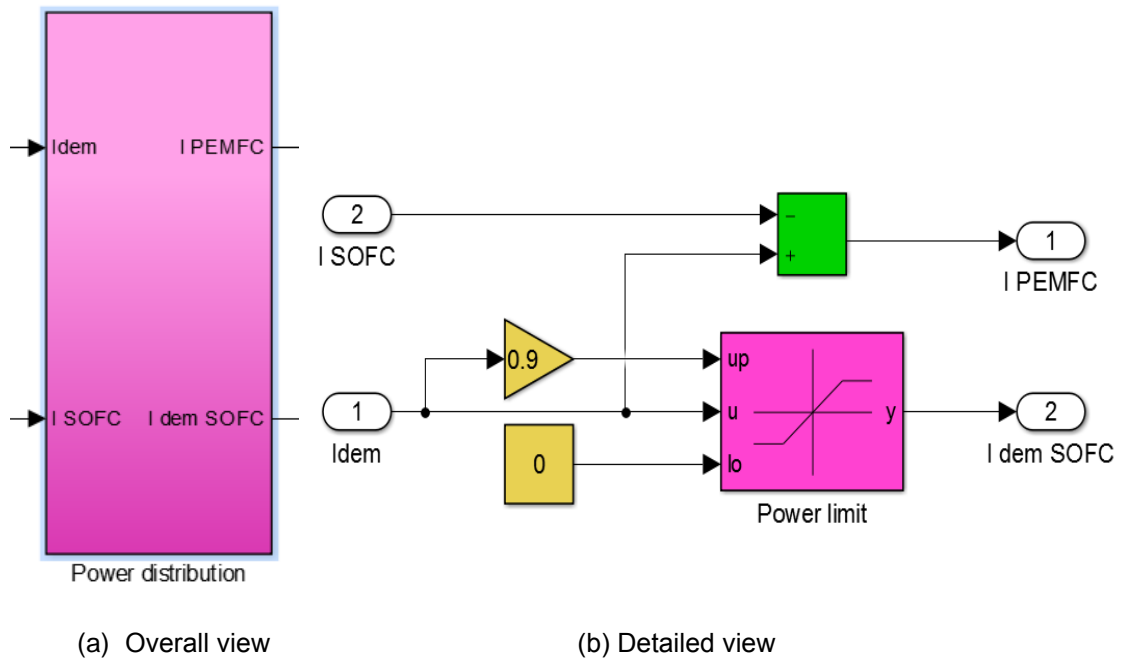 Idem
I PEMFC
I SOFC
I dem SOFC
Power distribution
(a) Overall view
2
I SOFC
−
+
1
I PEMFC
0.9
up
1
Idem
u
y
2
I dem SOFC
0
lo
Power limit
(b) Detailed view